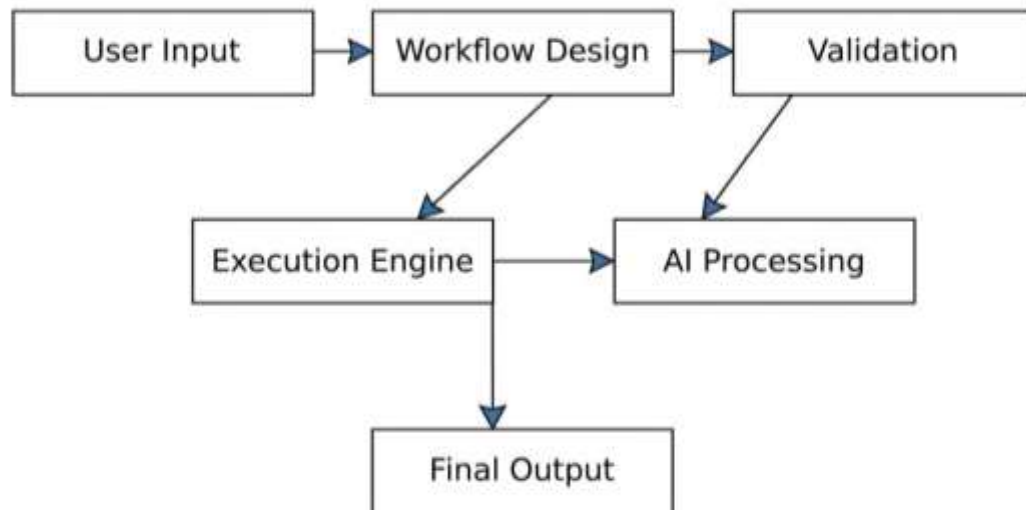 User Input
Workflow Design
Validation
Execution Engine
AI Processing
Final Output